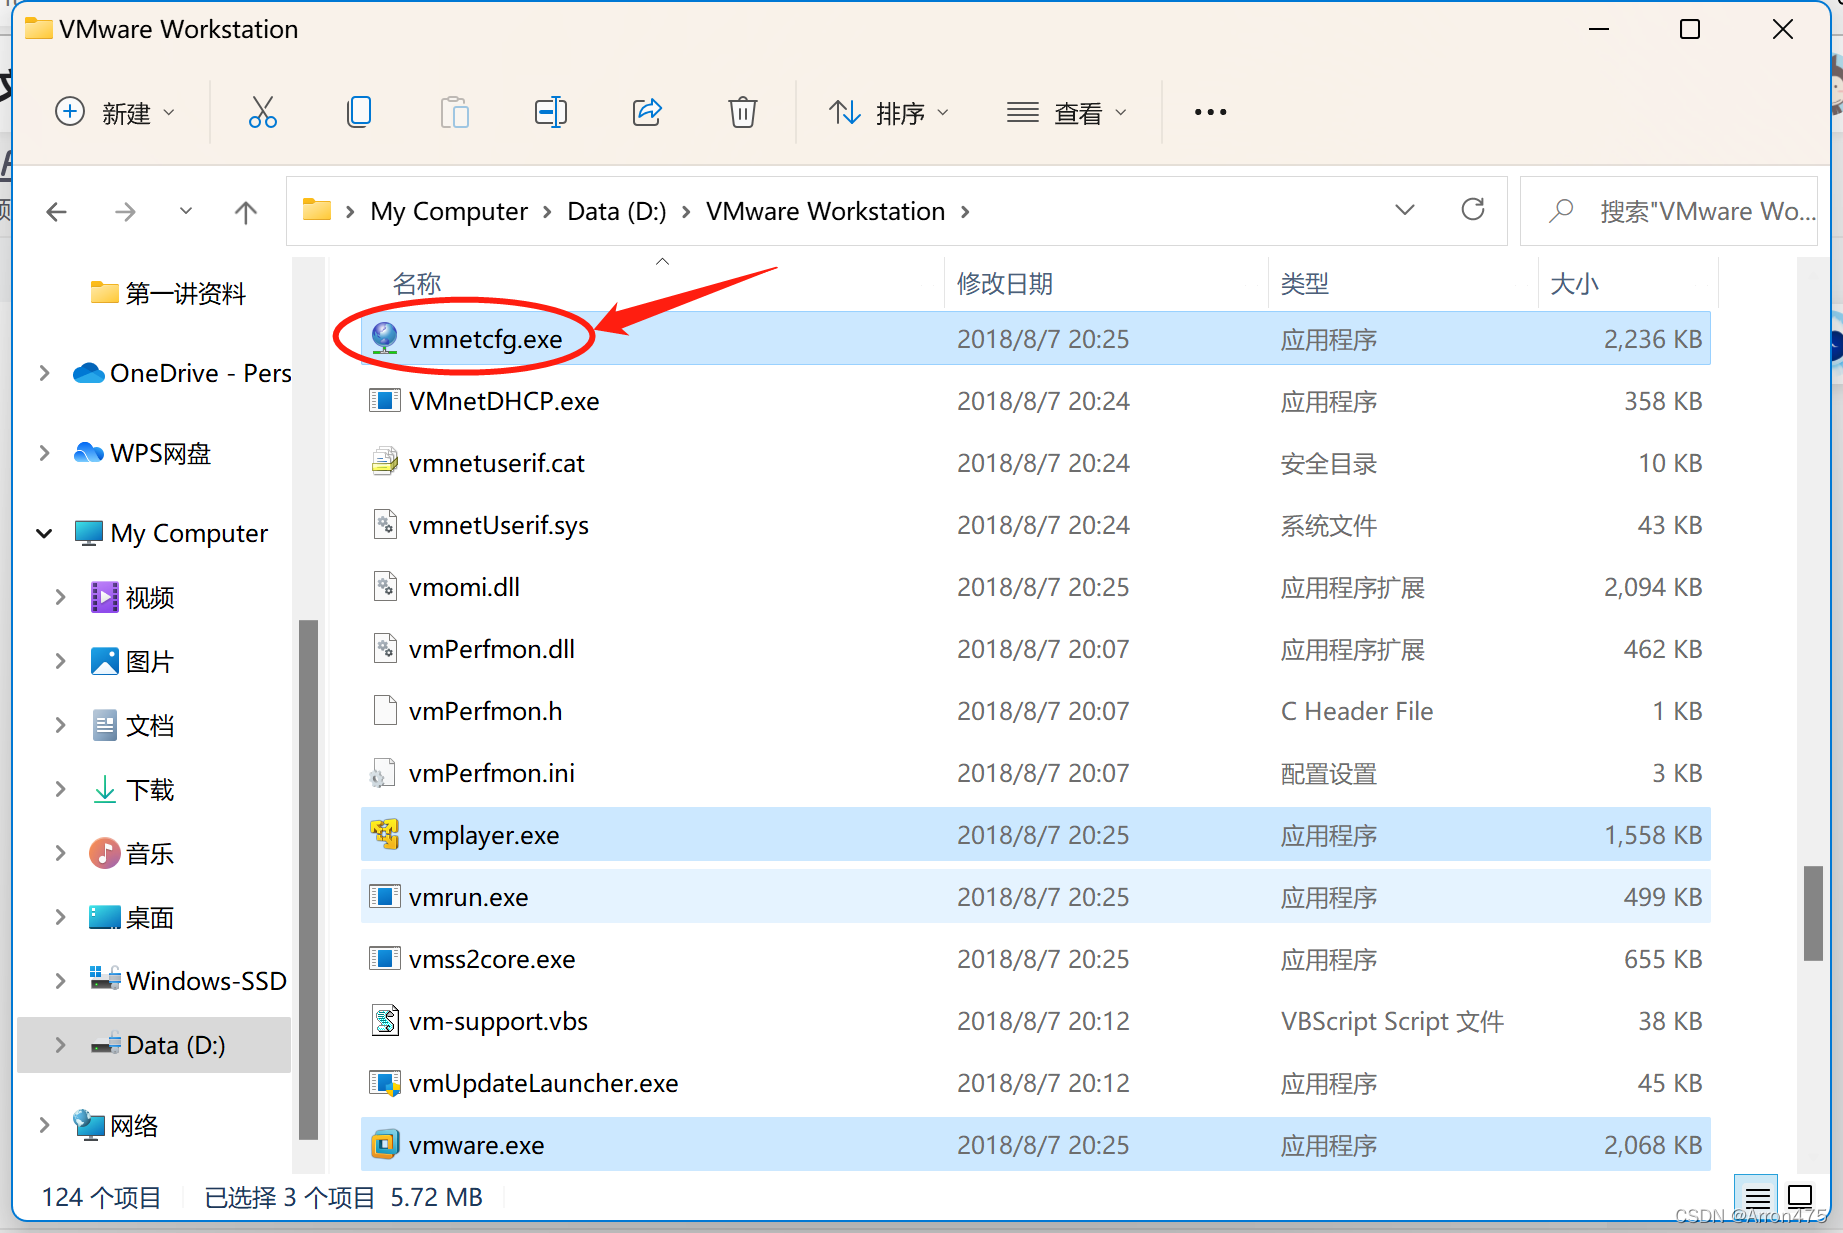 VMware Workstation
新建
排序
查看
My Computer
Data (D:)
VMware Workstation
搜索"VMware Wo...
第一讲资料
OneDrive - Pers
WPS网盘
My Computer
视频
图片
文档
下载
音乐
桌面
Windows-SSD
Data (D:)
网络
名称 修改日期 类型 大小
vmnetcfg.exe 2018/8/7 20:25 应用程序 2,236 KB
VMnetDHCP.exe 2018/8/7 20:24 应用程序 358 KB
vmnetuserif.cat 2018/8/7 20:24 安全目录 10 KB
vmnetUserif.sys 2018/8/7 20:24 系统文件 43 KB
vmomi.dll 2018/8/7 20:25 应用程序扩展 2,094 KB
vmPerfmon.dll 2018/8/7 20:07 应用程序扩展 462 KB
vmPerfmon.h 2018/8/7 20:07 C Header File 1 KB
vmPerfmon.ini 2018/8/7 20:07 配置设置 3 KB
vmplayer.exe 2018/8/7 20:25 应用程序 1,558 KB
vmrun.exe 2018/8/7 20:25 应用程序 499 KB
vmss2core.exe 2018/8/7 20:25 应用程序 655 KB
vm-support.vbs 2018/8/7 20:12 VBScript Script 文件 38 KB
vmUpdateLauncher.exe 2018/8/7 20:12 应用程序 45 KB
vmware.exe 2018/8/7 20:25 应用程序 2,068 KB
124 个项目 已选择 3 个项目 5.72 MB
CSDN @Arron475